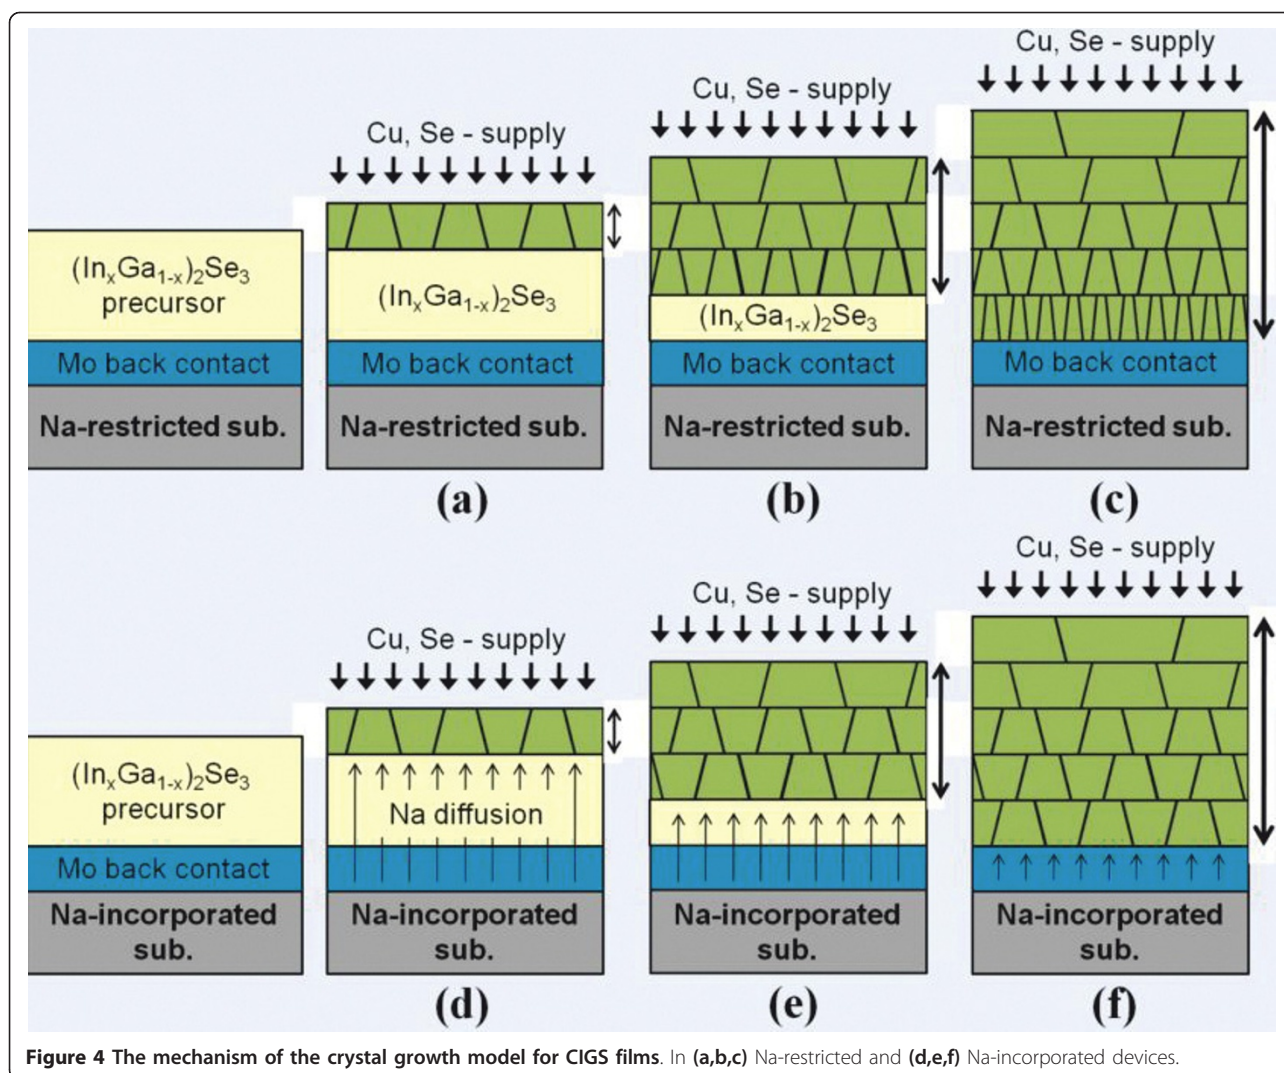 Cu, Se - supply
Cu, Se - supply
Cu, Se - supply
(InₓGa₁₋ₓ)₂Se₃
precursor
(InₓGa₁₋ₓ)₂Se₃
(InₓGa₁₋ₓ)₂Se₃
Mo back contact
Mo back contact
Mo back contact
Mo back contact
Na-restricted sub.
Na-restricted sub.
Na-restricted sub.
Na-restricted sub.
(a)
(b)
(c)
Cu, Se - supply
Cu, Se - supply
Cu, Se - supply
(InₓGa₁₋ₓ)₂Se₃
precursor
Na diffusion
Mo back contact
Na-incorporated
sub.
Na-incorporated
sub.
Na-incorporated
sub.
Na-incorporated
sub.
(d)
(e)
(f)
Figure 4 The mechanism of the crystal growth model for CIGS films. In (a,b,c) Na-restricted and (d,e,f) Na-incorporated devices.